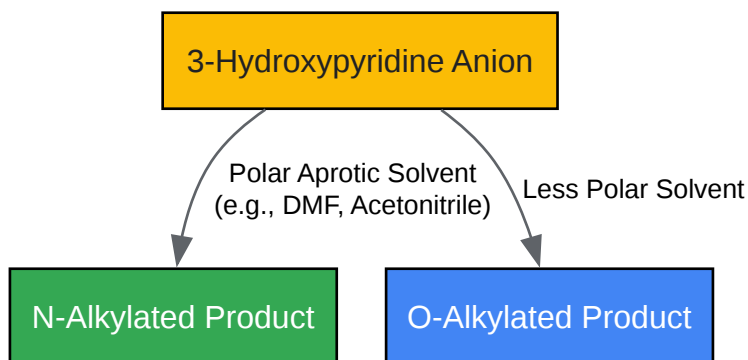 3-Hydroxypyridine Anion
Polar Aprotic Solvent
(e.g., DMF, Acetonitrile)
Less Polar Solvent
N-Alkylated Product
O-Alkylated Product